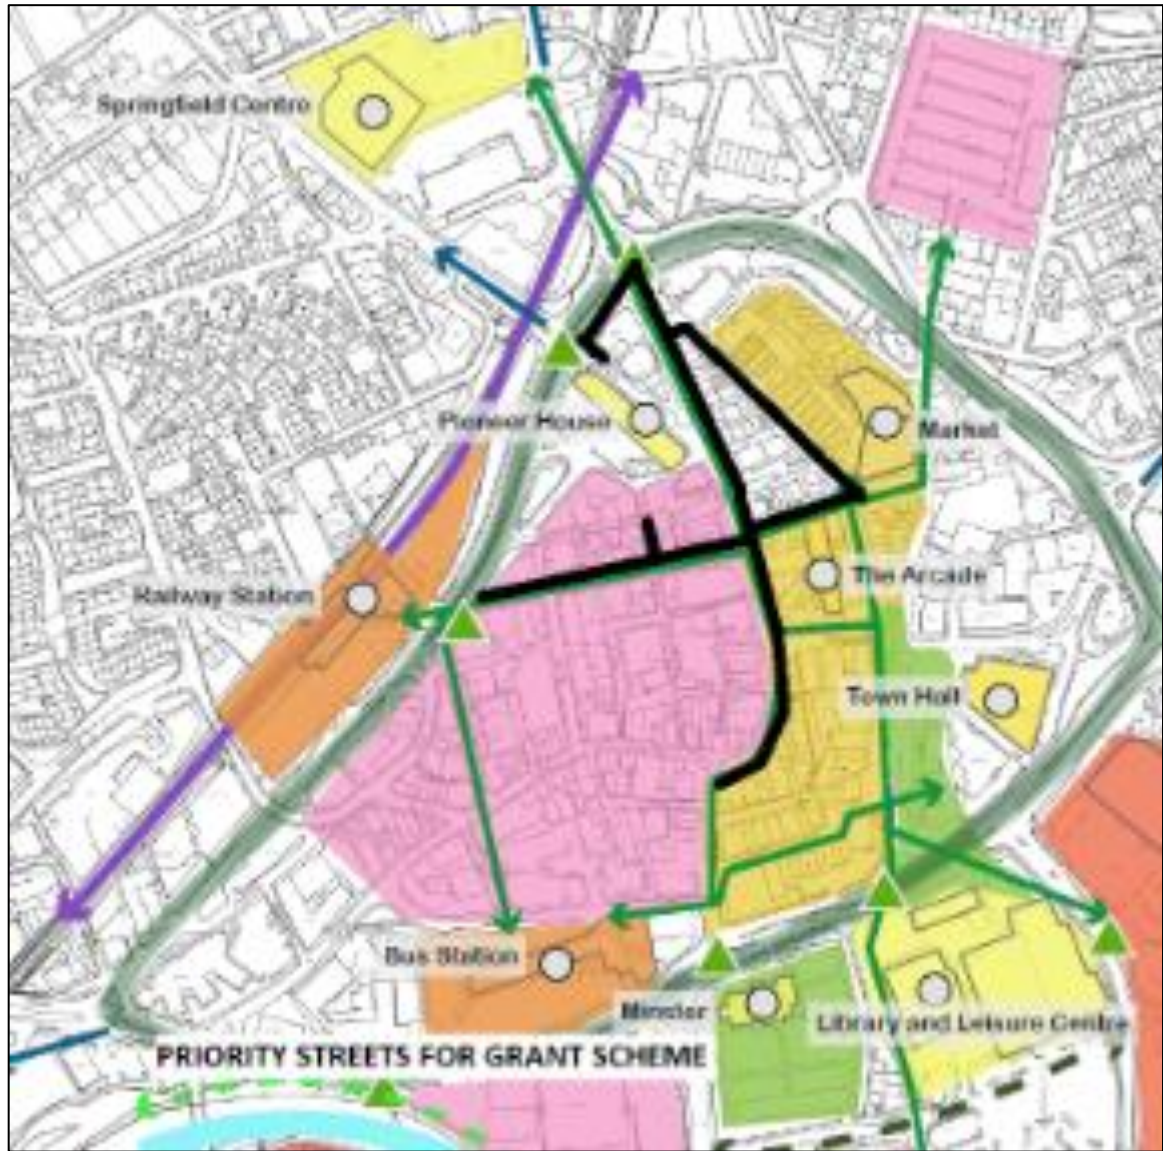 Springfield Centre
Pioneer House
Market
The Arcade
Railway Station
Town Hall
Bus Station
Minster
Library and Leisure Centre
PRIORITY STREETS FOR GRANT SCHEME